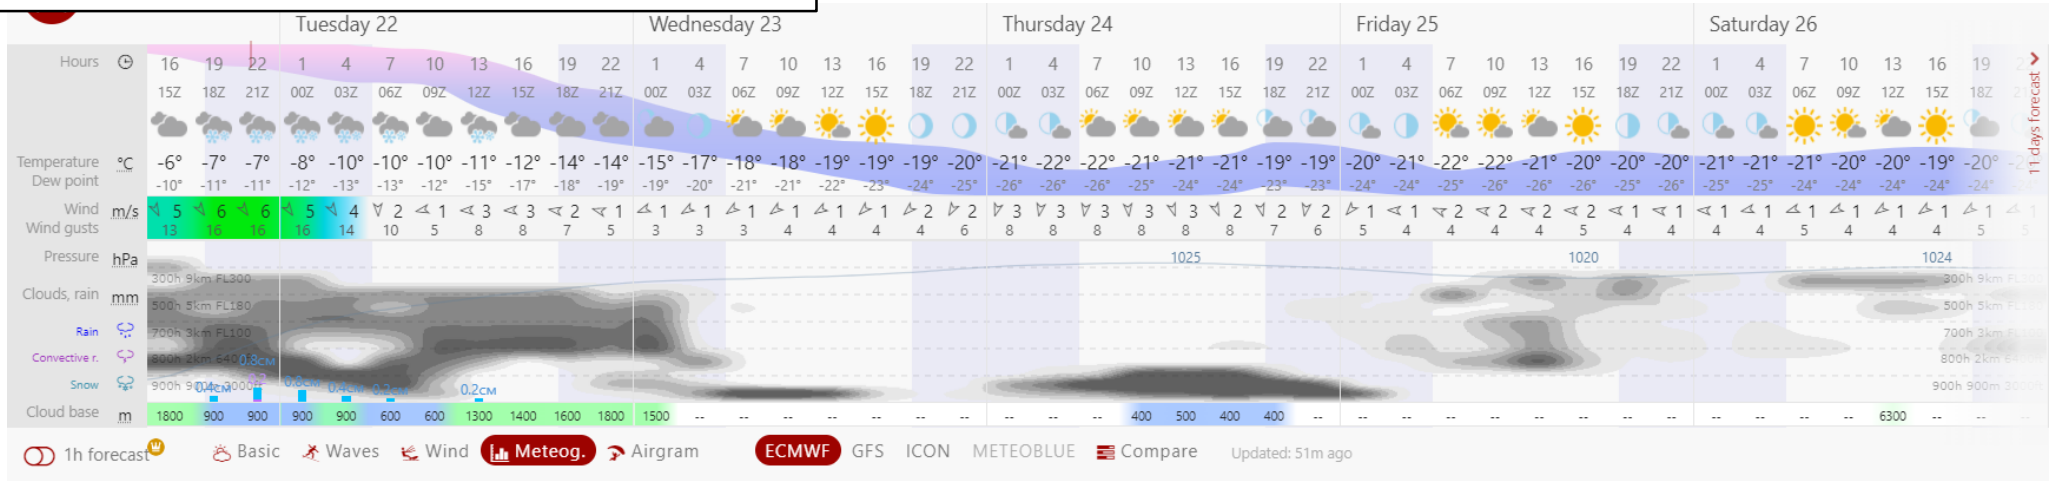 Tuesday 22 Wednesday 23 Thursday 24 Friday 25 Saturday 26
Hours 16 19 22 1 4 7 10 13 16 19 22 1 4 7 10 13 16 19 22 1 4 7 10 13 16 19 22 1 4 7 10 13 16 19 22 1 4 7 10 13 16 19
15Z 18Z 21Z 00Z 03Z 06Z 09Z 12Z 15Z 18Z 21Z 00Z 03Z 06Z 09Z 12Z 15Z 18Z 21Z 00Z 03Z 06Z 09Z 12Z 15Z 18Z 21Z 00Z 03Z 06Z 09Z 12Z 15Z 18Z 21Z 00Z 03Z 06Z 09Z 12Z 15Z 18Z
11 days forecast
Temperature °C -6° -7° -7° -8° -10° -10° -10° -11° -12° -14° -14° -15° -17° -18° -18° -19° -19° -19° -20° -21° -22° -22° -21° -21° -21° -19° -19° -20° -21° -22° -22° -21° -20° -20° -20° -21° -21° -21° -20° -20° -19° -20°
Dew point -10° -11° -11° -12° -13° -13° -12° -15° -17° -18° -19° -19° -20° -21° -21° -22° -23° -24° -25° -26° -26° -26° -25° -24° -24° -23° -23° -24° -24° -25° -26° -26° -25° -25° -26° -25° -25° -24° -24° -24° -24° -24°
Wind m/s 5 6 6 5 4 2 1 3 3 2 1 1 1 1 1 1 1 2 2 3 3 3 3 3 2 2 2 1 1 2 2 2 2 1 1 1 1 1 1 1 1 1 1
Wind gusts 13 16 16 16 14 10 5 8 8 7 5 3 3 3 4 4 4 4 6 8 8 8 8 8 8 7 6 5 4 4 4 4 5 4 4 4 4 5 4 4 4 5 5
Pressure hPa 1025 1020 1024
300h 9km FL300 300h 9km
Clouds, rain mm
500h 5km FL180 500h 5km
Rain 700h 3km FL100 700h 3km
Convective r. 800h 2km 6400 0.8см 800h 2km
Snow 900h 900m 3000ft 0.4см 0.8см 0.4см 0.2см 0.2см 900h 900m
Cloud base m 1800 900 900 900 900 600 600 1300 1400 1600 1800 1500 -- -- -- -- -- -- -- -- -- -- 400 500 400 400 -- -- -- -- -- -- -- -- -- -- -- -- -- 6300 -- -- --
1h forecast Basic Waves Wind Meteog. Airgram ECMWF GFS ICON METEOBLUE Compare Updated: 51m ago